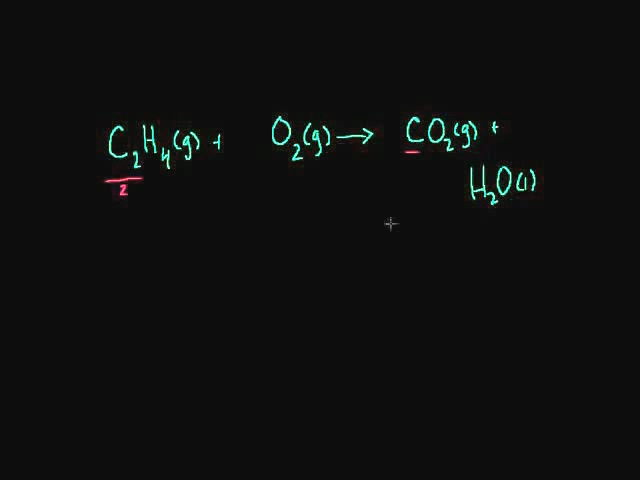 C₂H₄(g) + O₂(g) → CO₂(g) +
H₂O(l)
2